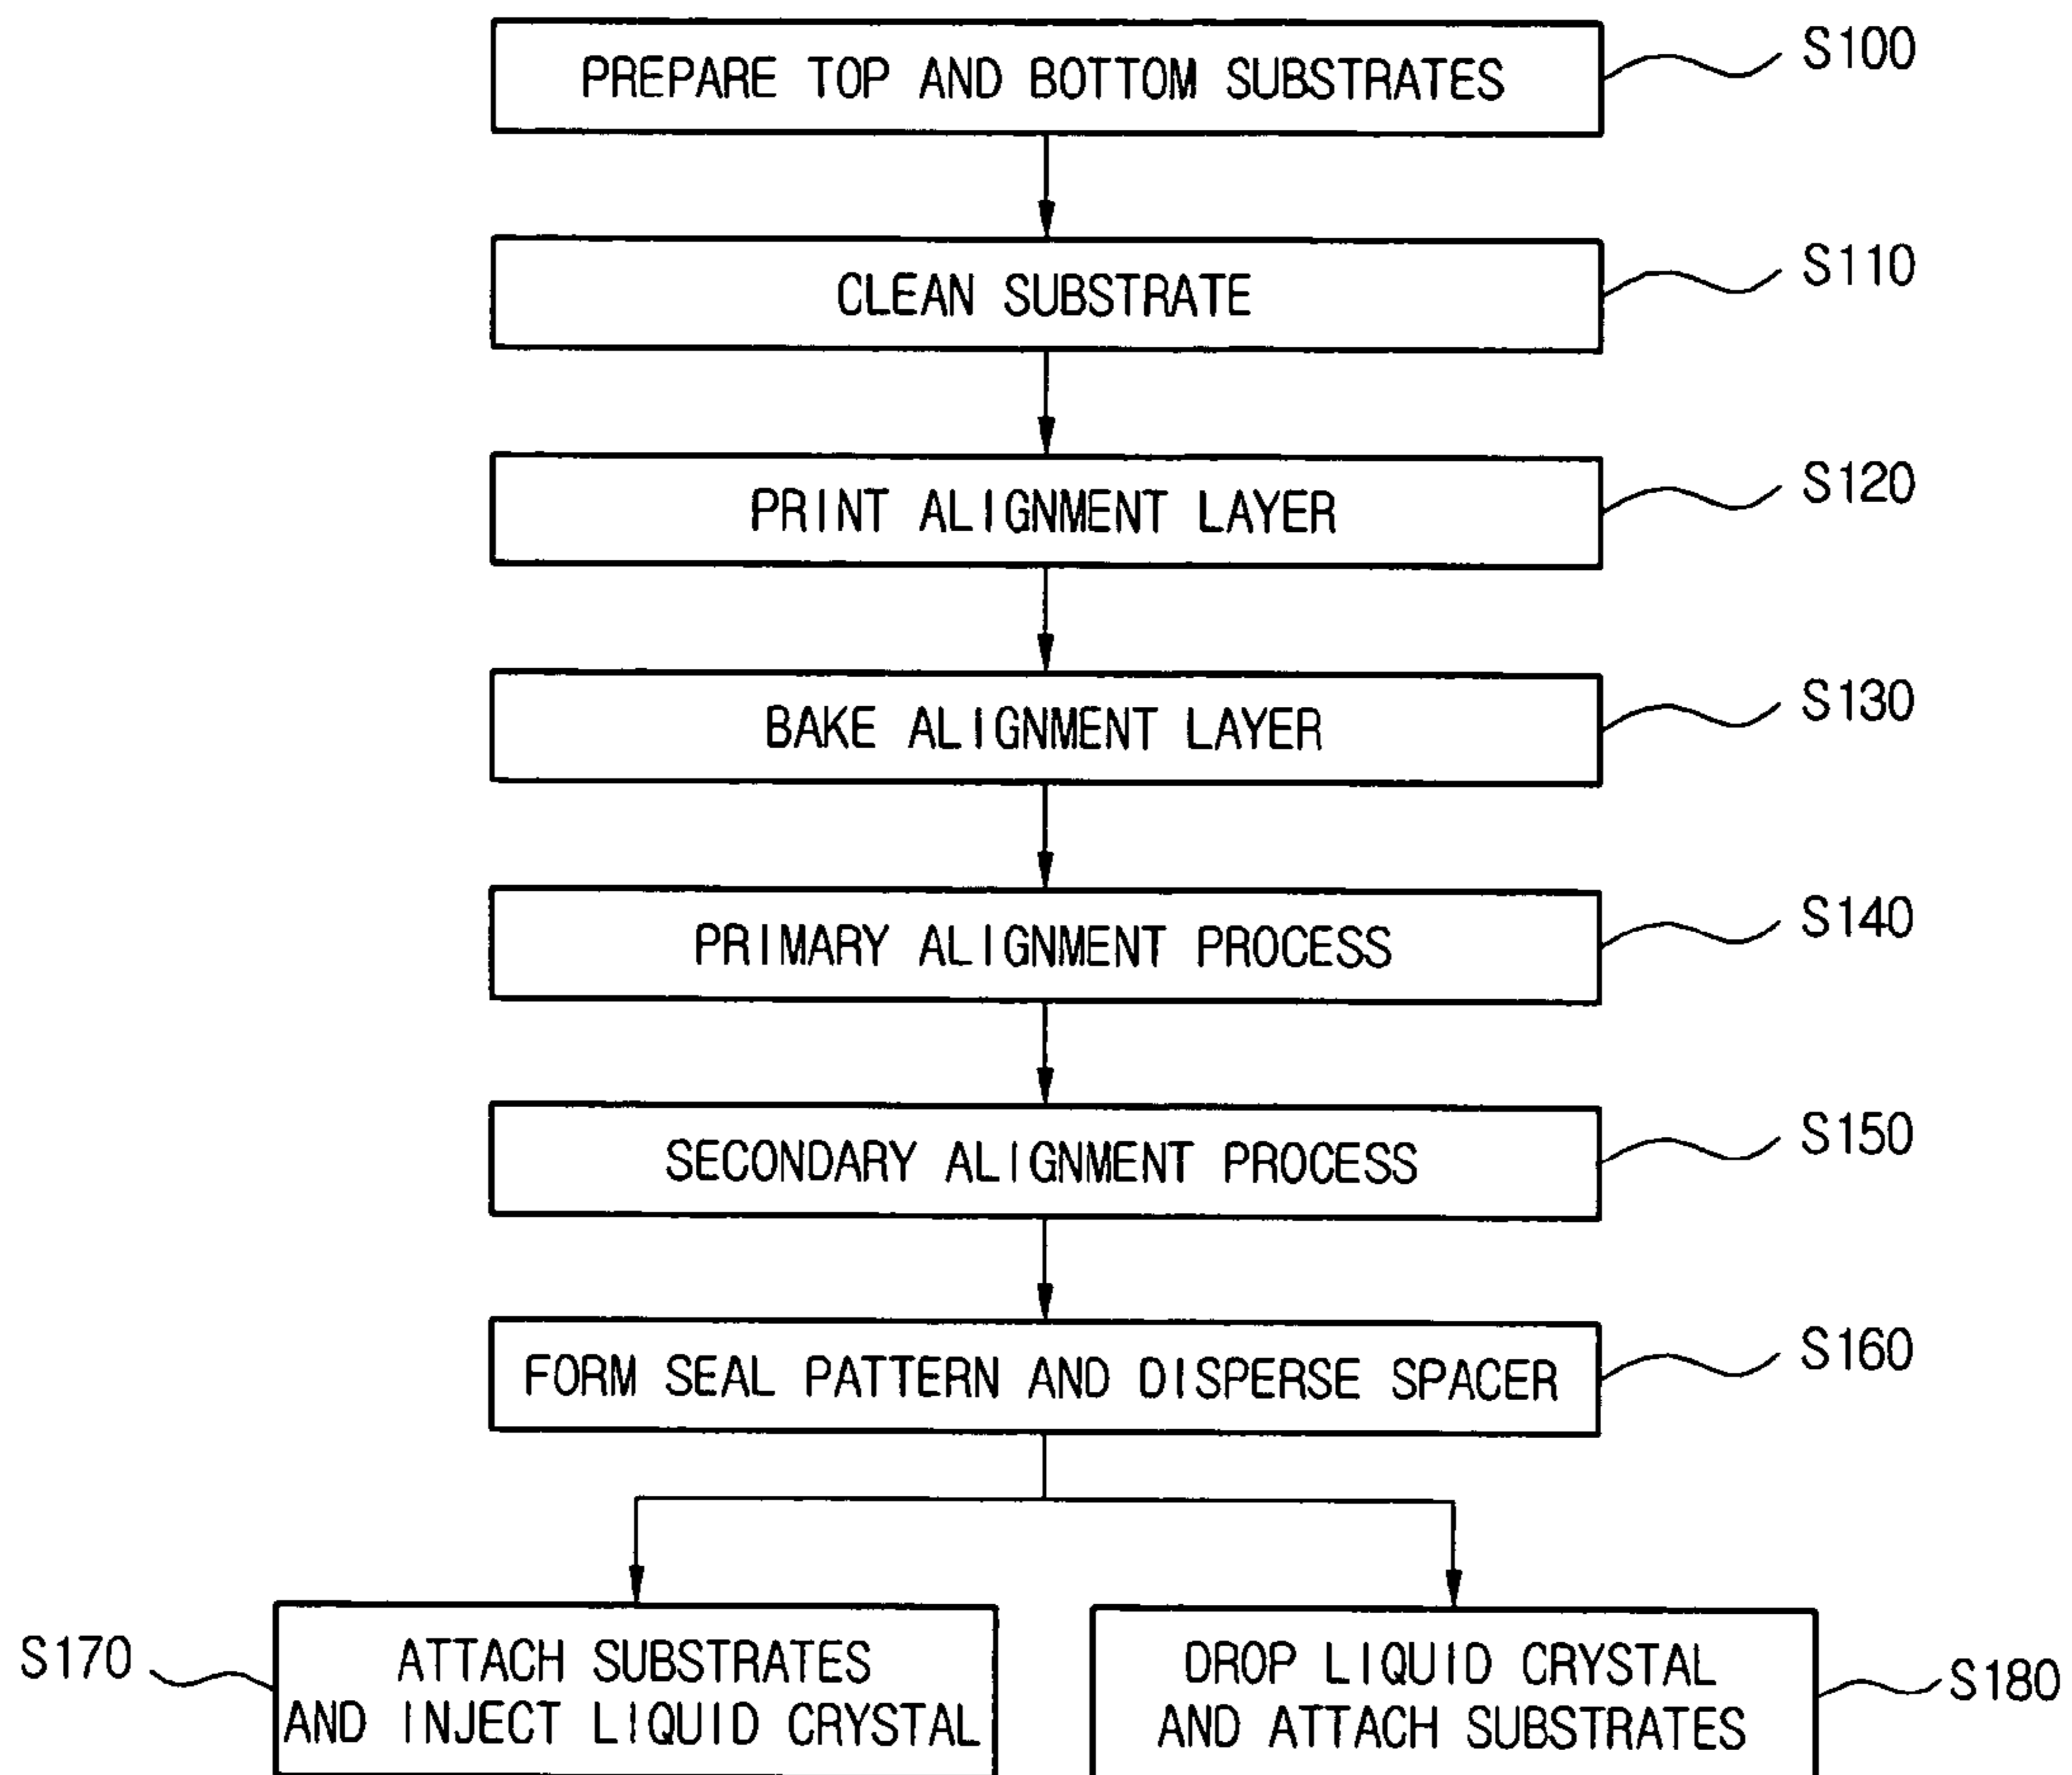 PREPARE TOP AND BOTTOM SUBSTRATES
S100
CLEAN SUBSTRATE
S110
PRINT ALIGNMENT LAYER
S120
BAKE ALIGNMENT LAYER
S130
PRIMARY ALIGNMENT PROCESS
S140
SECONDARY ALIGNMENT PROCESS
S150
FORM SEAL PATTERN AND DISPERSE SPACER
S160
S170
ATTACH SUBSTRATES
AND INJECT LIQUID CRYSTAL
DROP LIQUID CRYSTAL
AND ATTACH SUBSTRATES
S180